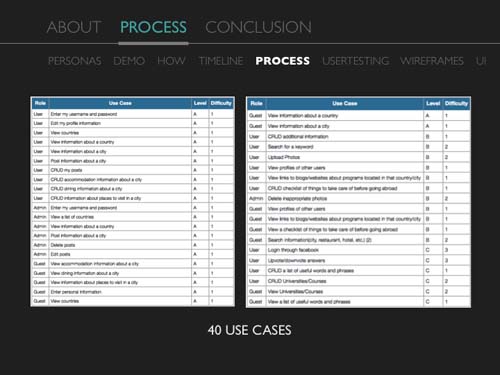 ABOUT PROCESS CONCLUSION
PERSONAS DEMO HOW TIMELINE PROCESS USERTESTING WIREFRAMES UI
Role Use Case Level Difficulty
User Enter my username and password A 1
User Edit my profile information A 1
User View countries A 1
User View information about a country A 1
User View information about a city A 1
User Post information about a city A 1
User CRUD my posts A 1
User CRUD accommodation information about a city A 1
User CRUD dining information about a city A 1
User CRUD information about places to visit in a city A 1
Admin Enter my username and password A 1
Admin View a list of countries A 1
Admin View information about a country A 1
Admin Post information about a city A 1
Admin Delete posts A 1
Admin Edit posts A 1
Guest View accommodation information about a city A 1
Guest View dining information about a city A 1
Guest View information about places to visit in a city A 1
Guest Enter personal information A 1
Guest View countries A 1
Role Use Case Level Difficulty
Guest View information about a country A 1
Guest View information about a city A 1
User CRUD additional information B 1
User Search for a keyword B 2
User Upload Photos B 2
User View profiles of other users B 1
User View links to blogs/websites about programs located in that country/city B 1
User CRUD checklist of things to take care of before going abroad B 1
Admin Delete inappropriate photos B 2
Guest View profiles of other users B 1
Guest View links to blogs/websites about programs located in that country/city B 1
Guest View a checklist of things to take care of before going abroad B 1
Guest Search information(city, restaurant, hotel, etc.) (2) B 2
User Login through facebook C 3
User Upvote/downvote answers C 3
User CRUD a list of useful words and phrases C 1
User CRUD Universities/Courses C 2
Guest View Universities/Courses C 2
Guest View a list of useful words and phrases C 1
40 USE CASES